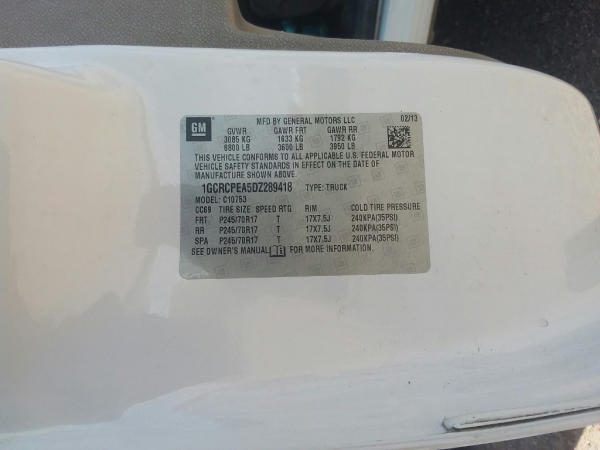 GM
MFD BY GENERAL MOTORS LLC 02/13
GVWR GAWR FRT GAWR RR
3085 KG 1633 KG 1792 KG
6800 LB 3600 LB 3950 LB
THIS VEHICLE CONFORMS TO ALL APPLICABLE U.S. FEDERAL MOTOR
VEHICLE SAFETY STANDARDS IN EFFECT ON THE DATE OF
MANUFACTURE SHOWN ABOVE.
1GCRCPEA5DZ289418 TYPE: TRUCK
MODEL: C10753
CC69 TIRE SIZE SPEED RTG RIM COLD TIRE PRESSURE
FRT P245/70R17 T 17X7.5J 240KPA(35PSI)
RR P245/70R17 T 17X7.5J 240KPA(35PSI)
SPA P245/70R17 T 17X7.5J 240KPA(35PSI)
SEE OWNER'S MANUAL FOR MORE INFORMATION.